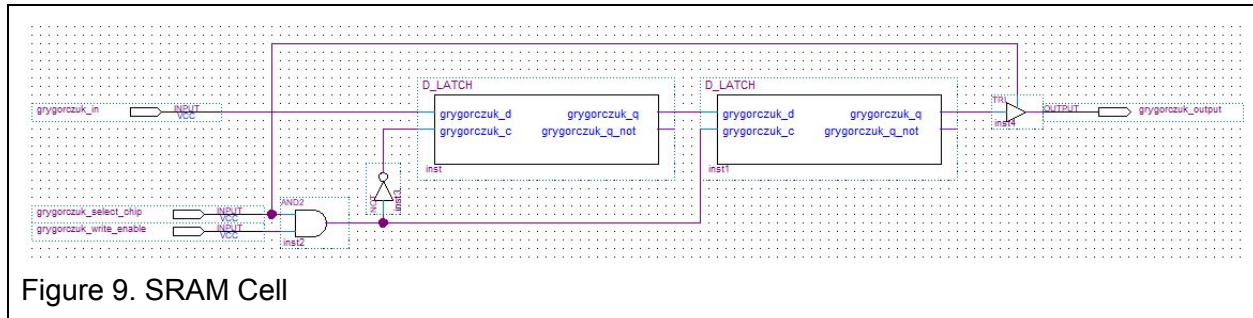 D_LATCH
D_LATCH
TRI
grygorczuk_in
INPUT
VCC
grygorczuk_d
grygorczuk_q
grygorczuk_d
grygorczuk_q
OUTPUT
grygorczuk_output
grygorczuk_c
grygorczuk_q_not
grygorczuk_c
grygorczuk_q_not
inst4
inst
inst1
NOT
inst3
grygorczuk_select_chip
INPUT
VCC
AND2
grygorczuk_write_enable
INPUT
VCC
inst2
Figure 9. SRAM Cell